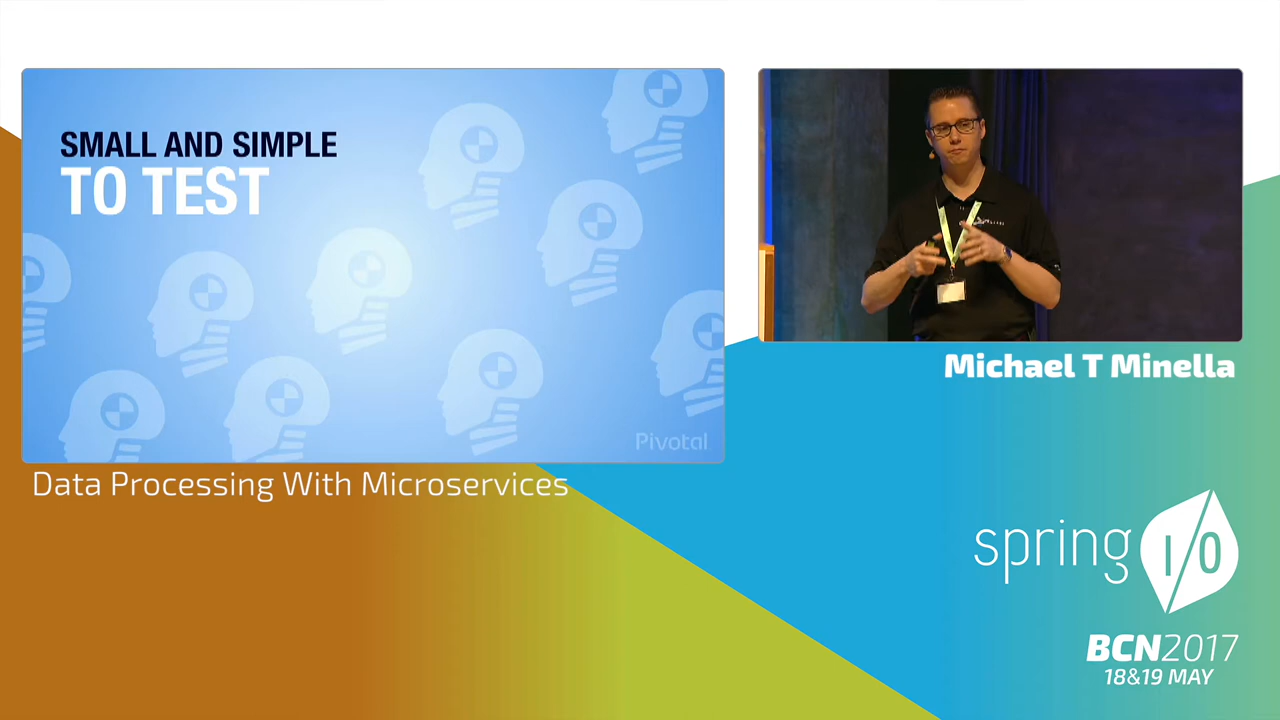 SMALL AND SIMPLE
TO TEST
Pivotal
Data Processing With Microservices
Michael T Minella
spring I/O
BCN2017
18&19 MAY